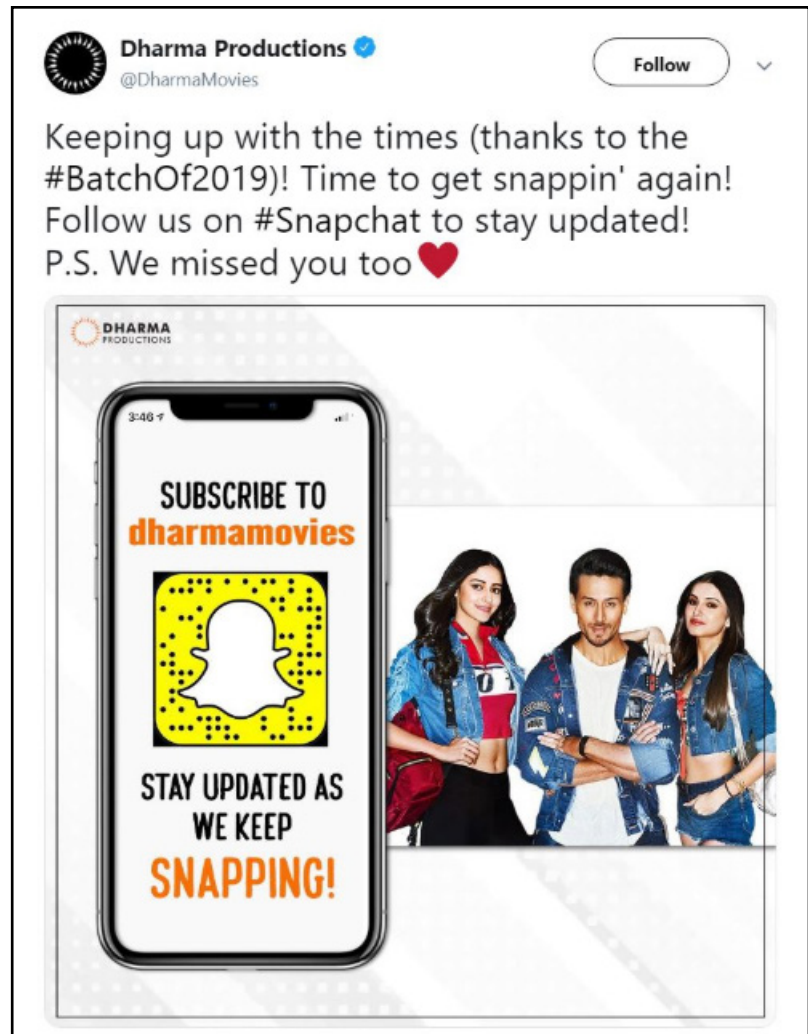 Dharma Productions
@DharmaMovies
Follow
Keeping up with the times (thanks to the
#BatchOf2019)! Time to get snappin' again!
Follow us on #Snapchat to stay updated!
P.S. We missed you too
DHARMA
PRODUCTIONS
3:46
SUBSCRIBE TO
dharmamovies
STAY UPDATED AS
WE KEEP
SNAPPING!